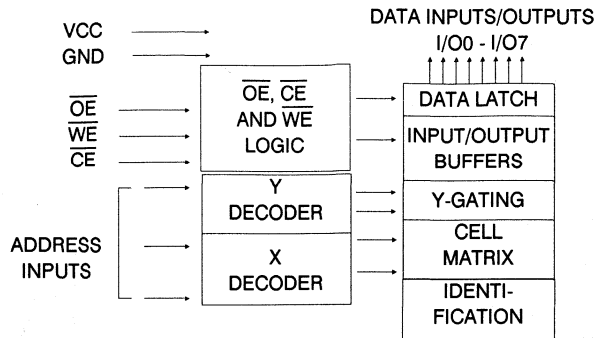 DATA INPUTS/OUTPUTS
I/O0 - I/O7
VCC
GND
OE
WE
CE
ADDRESS
INPUTS
OE, CE
AND WE
LOGIC
Y
DECODER
X
DECODER
DATA LATCH
INPUT/OUTPUT
BUFFERS
Y-GATING
CELL
MATRIX
IDENTI-
FICATION